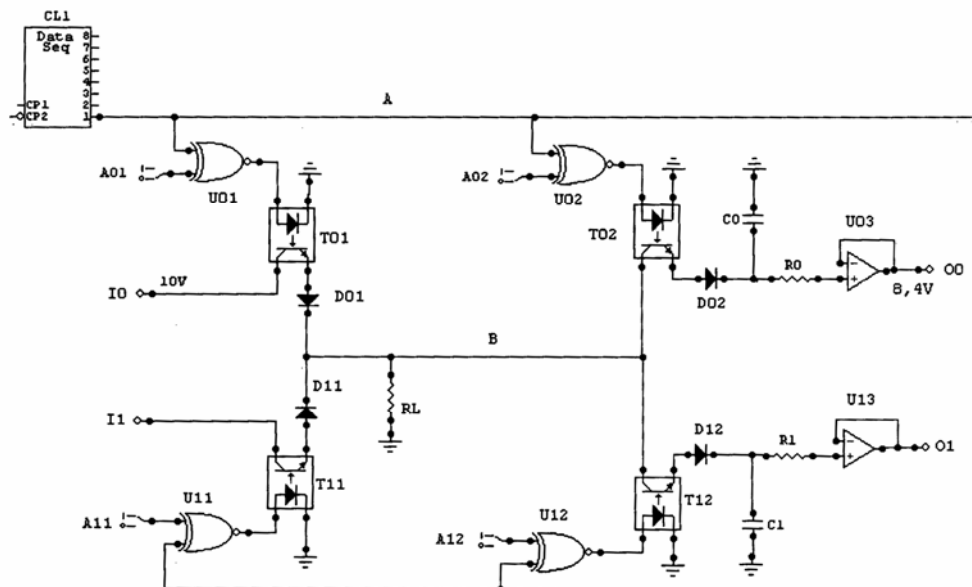 CL1
Data
Seq
8
7
6
5
4
3
2
1
CP1
CP2
A
A01
U01
A02
U02
T01
T02
C0
U03
I0
10V
D01
D02
R0
O0
8,4V
B
D11
RL
I1
T11
D12
R1
U13
O1
T12
C1
A11
U11
A12
U12